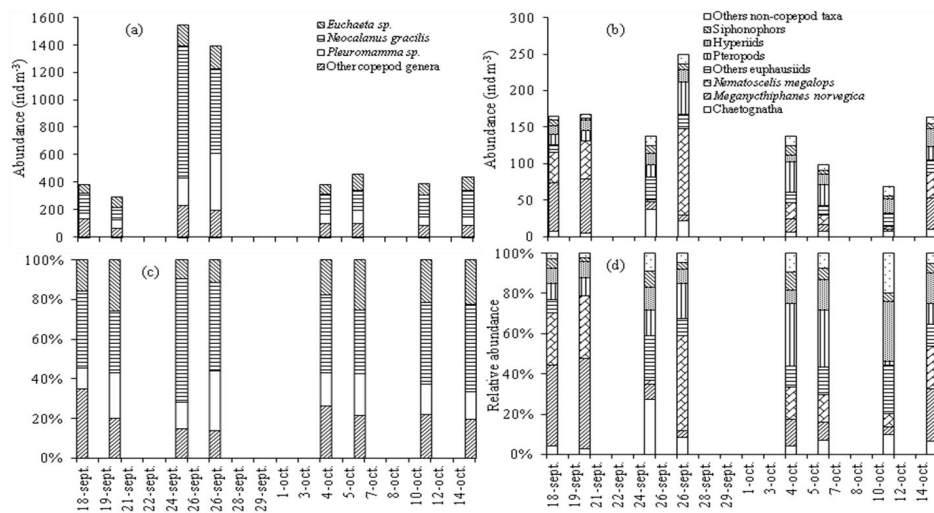 1600
1400
1200
1000
800
600
400
200
0
Abundance (ind m-3)
(a)
Euchaeta sp.
Neocalanus gracilis
Pleuromamma sp.
Other copepod genera
300
250
200
150
100
50
0
Abundance (ind m-3)
(b)
Others non-copepod taxa
Siphonophors
Hyperiids
Pteropods
Others euphausiids
Nematoscelis megalops
Meganycthiphanes norvegica
Chaetognatha
100%
80%
60%
40%
20%
0%
(c)
18-sept.
19-sept.
21-sept.
22-sept.
24-sept.
26-sept.
26-sept.
28-sept.
29-sept.
1-oct.
3-oct.
4-oct.
5-oct.
7-oct.
8-oct.
10-oct.
12-oct.
14-oct.
100%
80%
60%
40%
20%
0%
Relative abundance
(d)
18-sept.
19-sept.
21-sept.
22-sept.
24-sept.
26-sept.
26-sept.
28-sept.
29-sept.
1-oct.
3-oct.
4-oct.
5-oct.
7-oct.
8-oct.
10-oct.
12-oct.
14-oct.